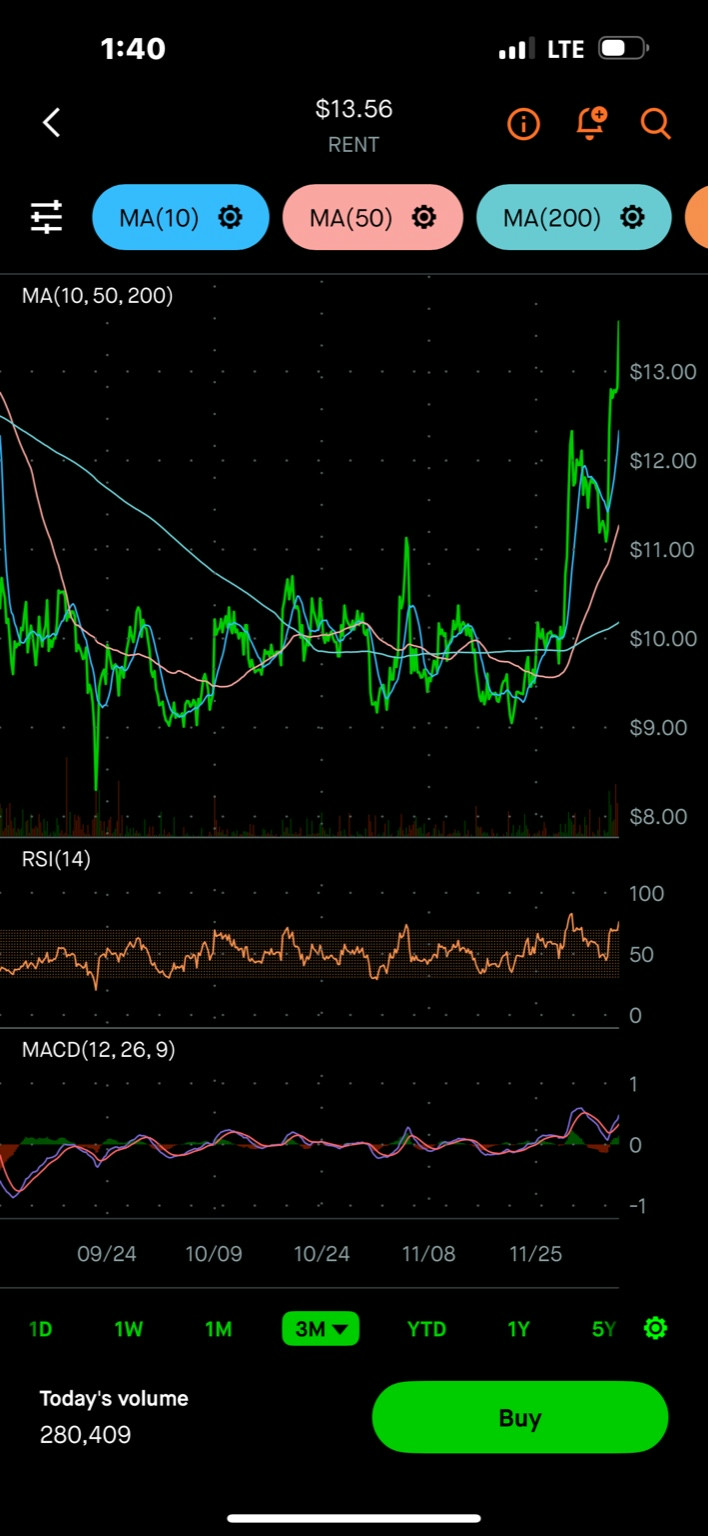 1:40 LTE
$13.56
RENT
MA(10) MA(50) MA(200)
MA(10,50,200)
$13.00
$12.00
$11.00
$10.00
$9.00
$8.00
RSI(14)
100
50
0
MACD(12,26,9)
1
0
-1
09/24 10/09 10/24 11/08 11/25
1D 1W 1M 3M YTD 1Y 5Y
Today's volume
280,409
Buy